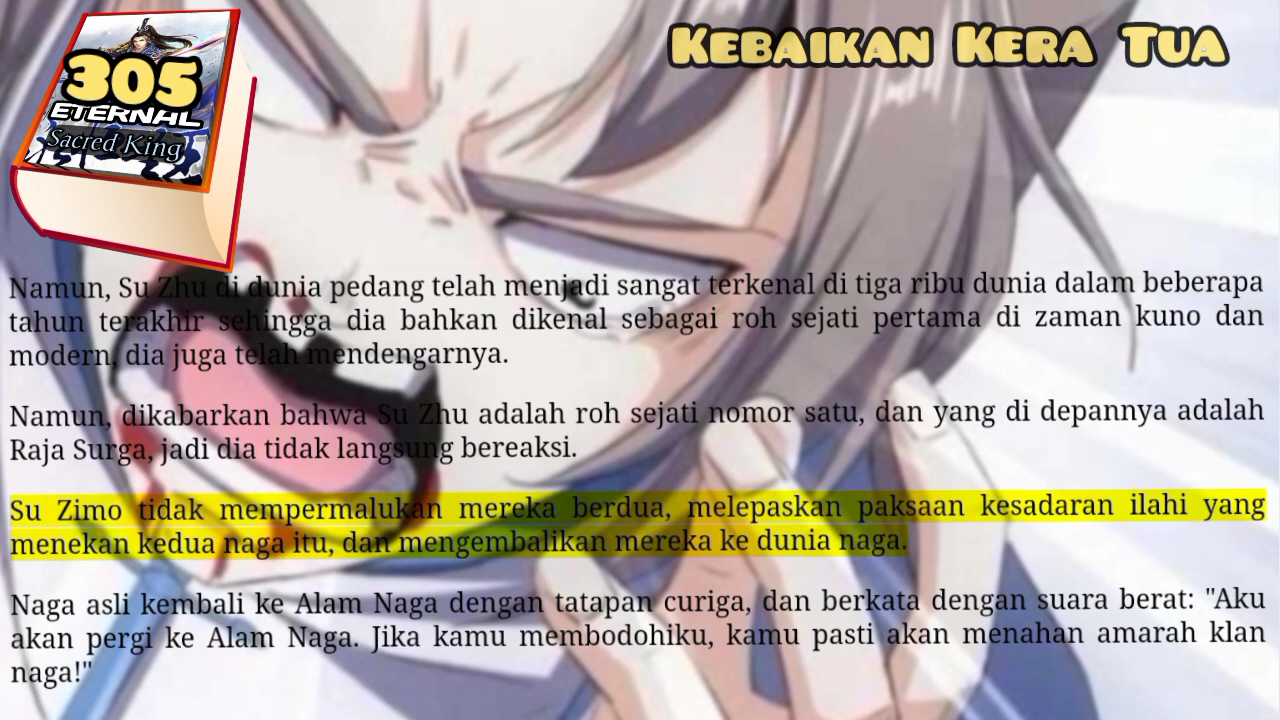 305
ETERNAL
Sacred King
KEBAIKAN KERA TUA
Namun, Su Zhu di dunia pedang telah menjadi sangat terkenal di tiga ribu dunia dalam beberapa
tahun terakhir sehingga dia bahkan dikenal sebagai roh sejati pertama di zaman kuno dan
modern, dia juga telah mendengarnya.
Namun, dikabarkan bahwa Su Zhu adalah roh sejati nomor satu, dan yang di depannya adalah
Raja Surga, jadi dia tidak langsung bereaksi.
Su Zimo tidak mempermalukan mereka berdua, melepaskan paksaan kesadaran ilahi yang
menekan kedua naga itu, dan mengembalikan mereka ke dunia naga.
Naga asli kembali ke Alam Naga dengan tatapan curiga, dan berkata dengan suara berat: "Aku
akan pergi ke Alam Naga. Jika kamu membodohiku, kamu pasti akan menahan amarah klan
naga!"